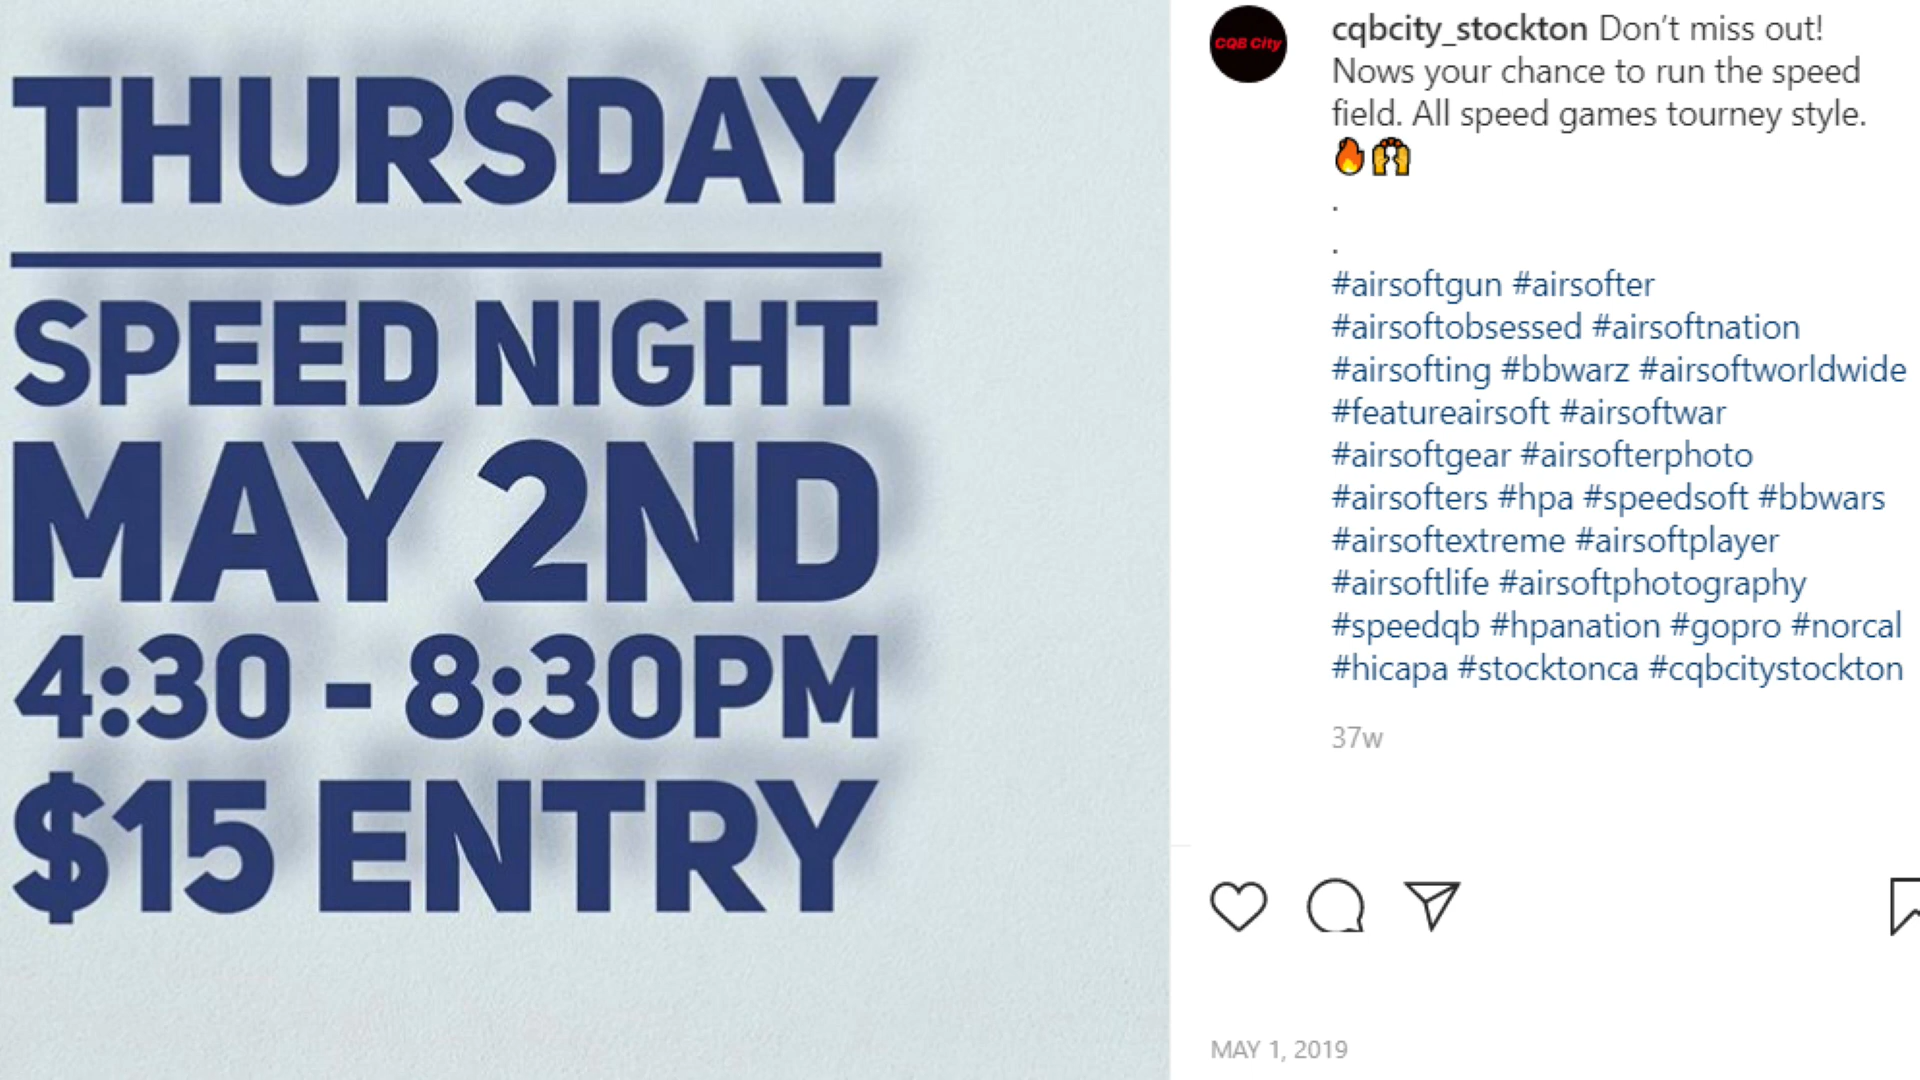 THURSDAY
SPEED NIGHT
MAY 2ND
4:30 - 8:30PM
$15 ENTRY
CQB City
cqbcity_stockton Don't miss out!
Nows your chance to run the speed
field. All speed games tourney style.
🔥🙌
.
.
#airsoftgun #airsofter
#airsoftobsessed #airsoftnation
#airsofting #bbwarz #airsoftworldwide
#featureairsoft #airsoftwar
#airsoftgear #airsofterphoto
#airsofters #hpa #speedsoft #bbwars
#airsoftextreme #airsoftplayer
#airsoftlife #airsoftphotography
#speedqb #hpanation #gopro #norcal
#hicapa #stocktonca #cqbcitystockton
37w
MAY 1, 2019